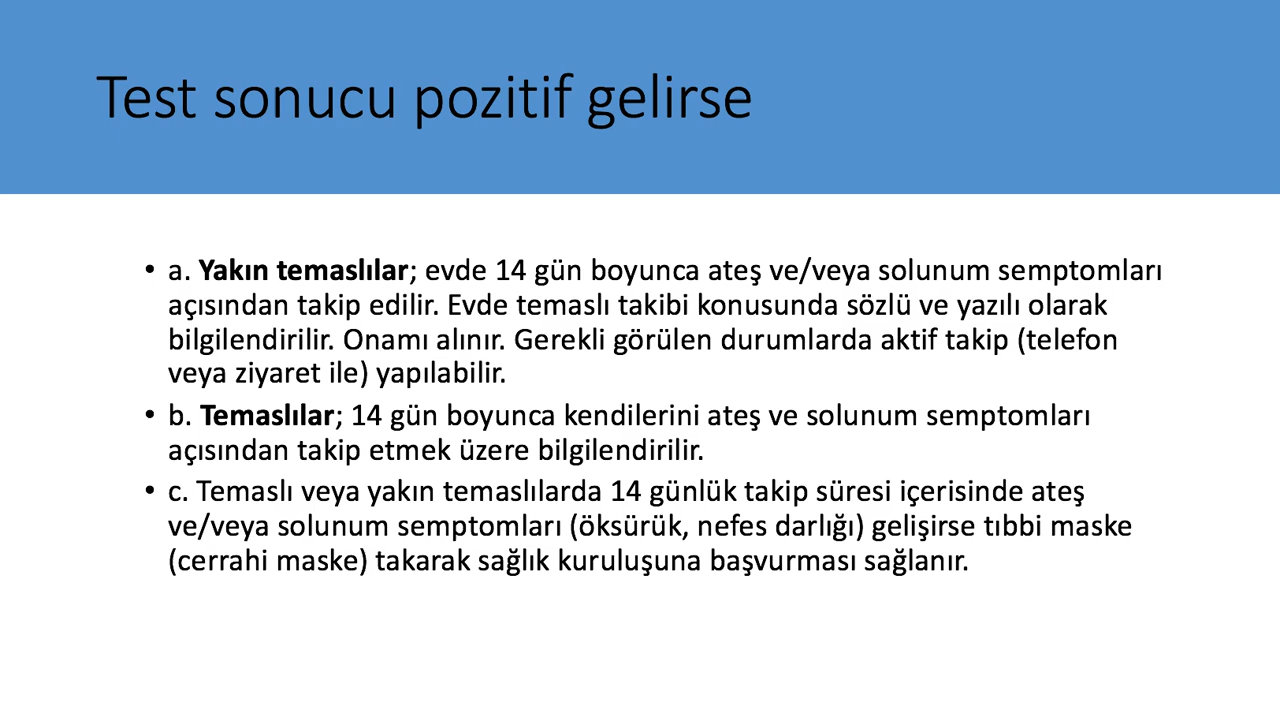 Test sonucu pozitif gelirse
• a. Yakın temaslılar; evde 14 gün boyunca ateş ve/veya solunum semptomları
açısından takip edilir. Evde temaslı takibi konusunda sözlü ve yazılı olarak
bilgilendirilir. Onamı alınır. Gerekli görülen durumlarda aktif takip (telefon
veya ziyaret ile) yapılabilir.
• b. Temaslılar; 14 gün boyunca kendilerini ateş ve solunum semptomları
açısından takip etmek üzere bilgilendirilir.
• c. Temaslı veya yakın temaslılarda 14 günlük takip süresi içerisinde ateş
ve/veya solunum semptomları (öksürük, nefes darlığı) gelişirse tıbbi maske
(cerrahi maske) takarak sağlık kuruluşuna başvurması sağlanır.